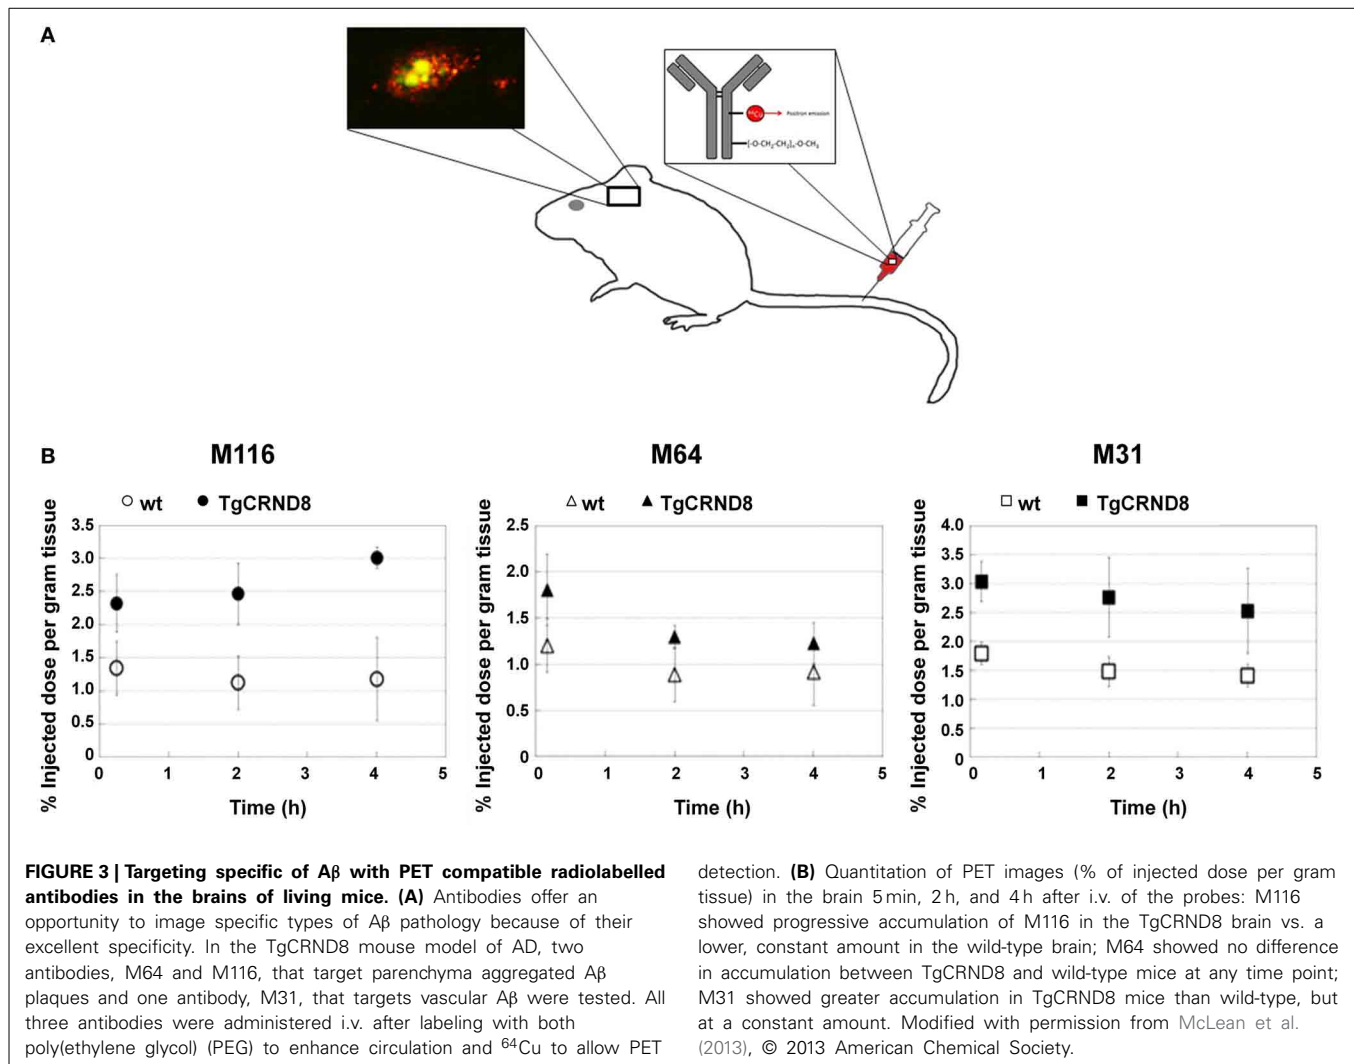 A
64Cu
Positron emission
[-O-CH2-CH2]n-O-CH3
B
M116
wt
TgCRND8
% Injected dose per gram tissue
3.5
3.0
2.5
2.0
1.5
1.0
0.5
0
0 1 2 3 4 5
Time (h)
M64
wt
TgCRND8
% Injected dose per gram tissue
2.5
2.0
1.5
1.0
0.5
0
0 1 2 3 4 5
Time (h)
M31
wt
TgCRND8
% Injected dose per gram tissue
4.0
3.5
3.0
2.5
2.0
1.5
1.0
0.5
0
0 1 2 3 4 5
Time (h)
FIGURE 3 | Targeting specific of Aβ with PET compatible radiolabelled
antibodies in the brains of living mice. (A) Antibodies offer an
opportunity to image specific types of Aβ pathology because of their
excellent specificity. In the TgCRND8 mouse model of AD, two
antibodies, M64 and M116, that target parenchyma aggregated Aβ
plaques and one antibody, M31, that targets vascular Aβ were tested. All
three antibodies were administered i.v. after labeling with both
poly(ethylene glycol) (PEG) to enhance circulation and 64Cu to allow PET
detection. (B) Quantitation of PET images (% of injected dose per gram
tissue) in the brain 5 min, 2 h, and 4 h after i.v. of the probes: M116
showed progressive accumulation of M116 in the TgCRND8 brain vs. a
lower, constant amount in the wild-type brain; M64 showed no difference
in accumulation between TgCRND8 and wild-type mice at any time point;
M31 showed greater accumulation in TgCRND8 mice than wild-type, but
at a constant amount. Modified with permission from McLean et al.
(2013), © 2013 American Chemical Society.